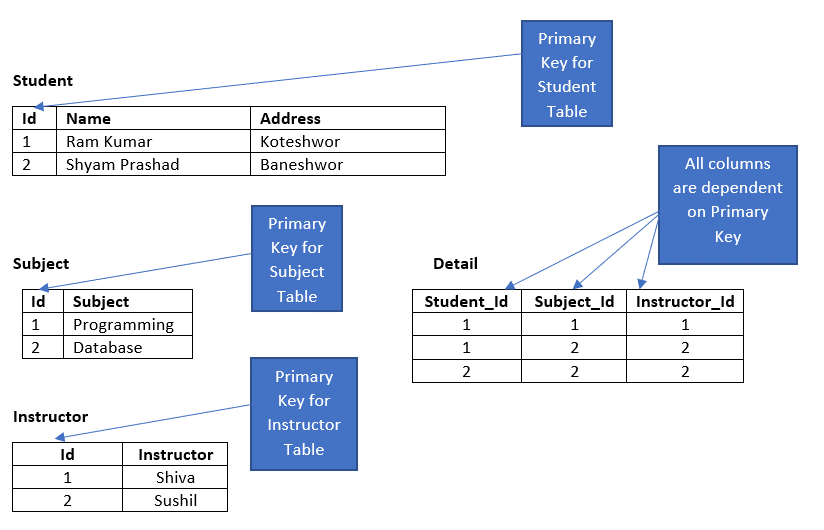 Primary
Key for
Student
Table
Student
Id Name Address
1 Ram Kumar Koteshwor
2 Shyam Prashad Baneshwor
All columns
are dependent
on Primary
Key
Primary
Key for
Subject
Table
Subject
Id Subject
1 Programming
2 Database
Detail
Student_Id Subject_Id Instructor_Id
1 1 1
1 2 2
2 2 2
Primary
Key for
Instructor
Table
Instructor
Id Instructor
1 Shiva
2 Sushil